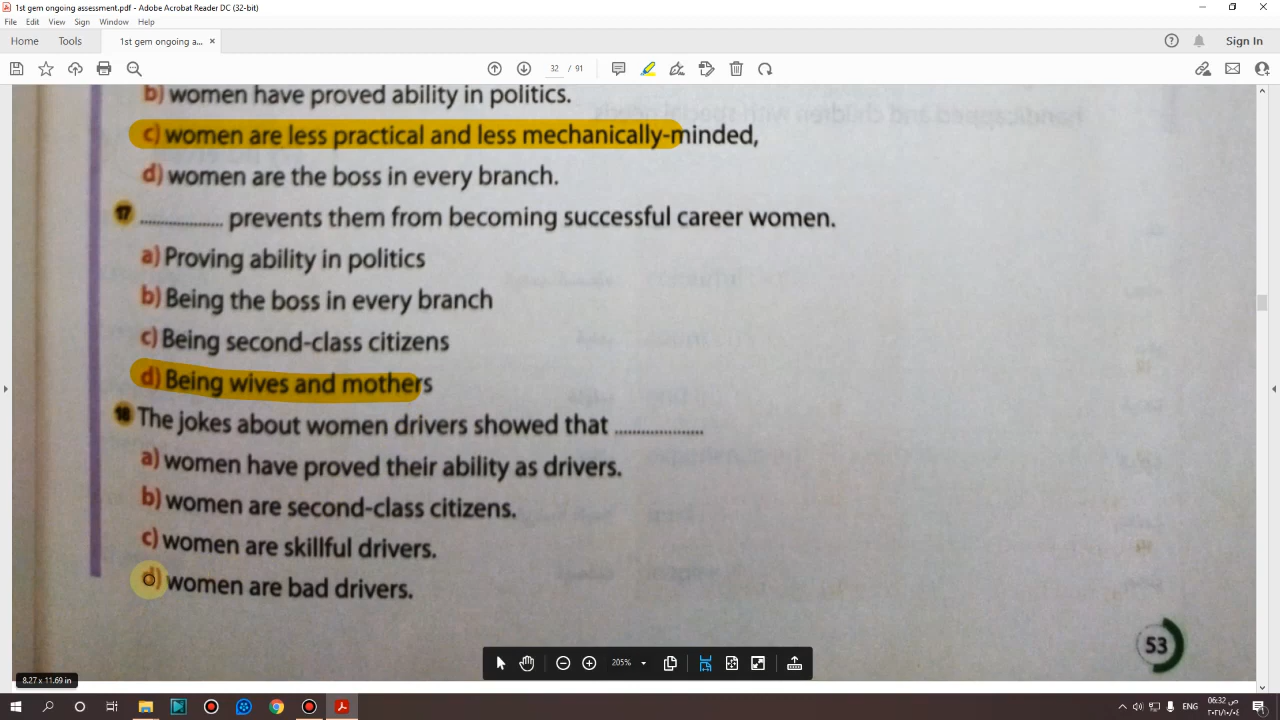 1st gem ongoing assessment.pdf - Adobe Acrobat Reader DC (32-bit)
File Edit View Sign Window Help
Home Tools 1st gem ongoing a... × Sign In
32 / 91
b) women have proved ability in politics.
c) women are less practical and less mechanically-minded,
d) women are the boss in every branch.
17 .............. prevents them from becoming successful career women.
a) Proving ability in politics
b) Being the boss in every branch
c) Being second-class citizens
d) Being wives and mothers
18 The jokes about women drivers showed that ..................
a) women have proved their ability as drivers.
b) women are second-class citizens.
c) women are skillful drivers.
d) women are bad drivers.
53
205%
8.27 x 11.69 in
ENG
06:32 ص
٢٠٢١/١٠/٠٤